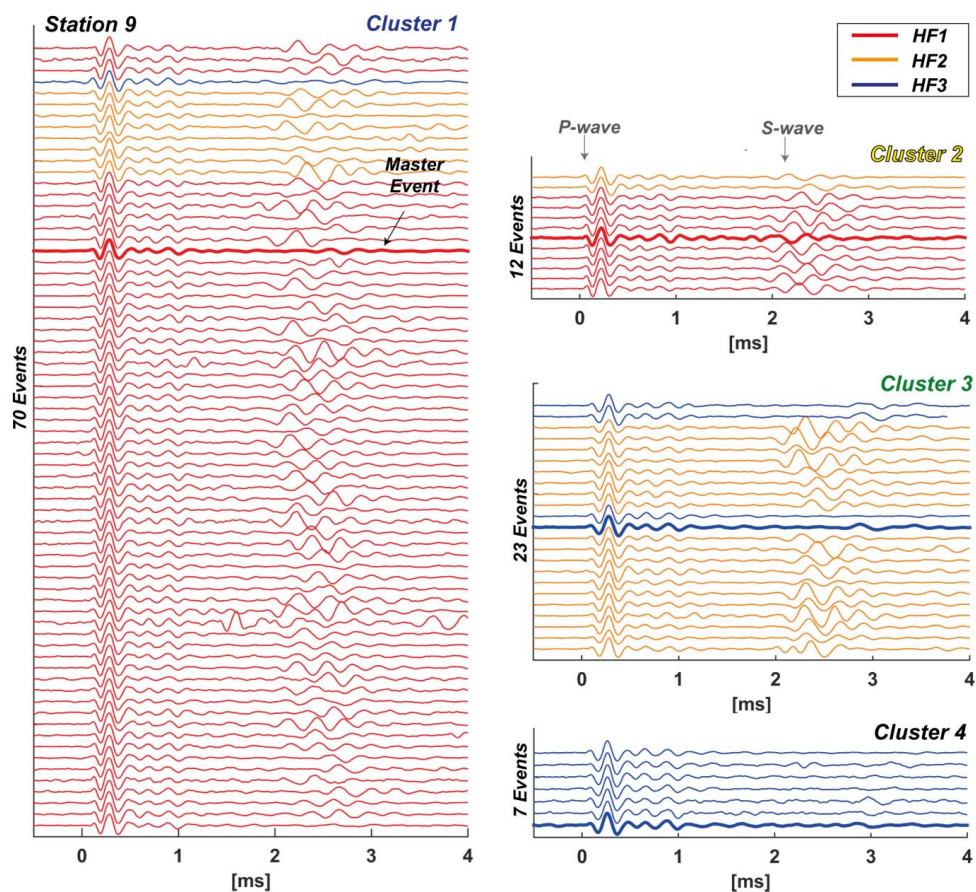 Station 9
Cluster 1
Master
Event
70 Events
0 1 2 3 4
[ms]
HF1
HF2
HF3
P-wave
S-wave
Cluster 2
12 Events
0 1 2 3 4
[ms]
Cluster 3
23 Events
0 1 2 3 4
[ms]
Cluster 4
7 Events
0 1 2 3 4
[ms]